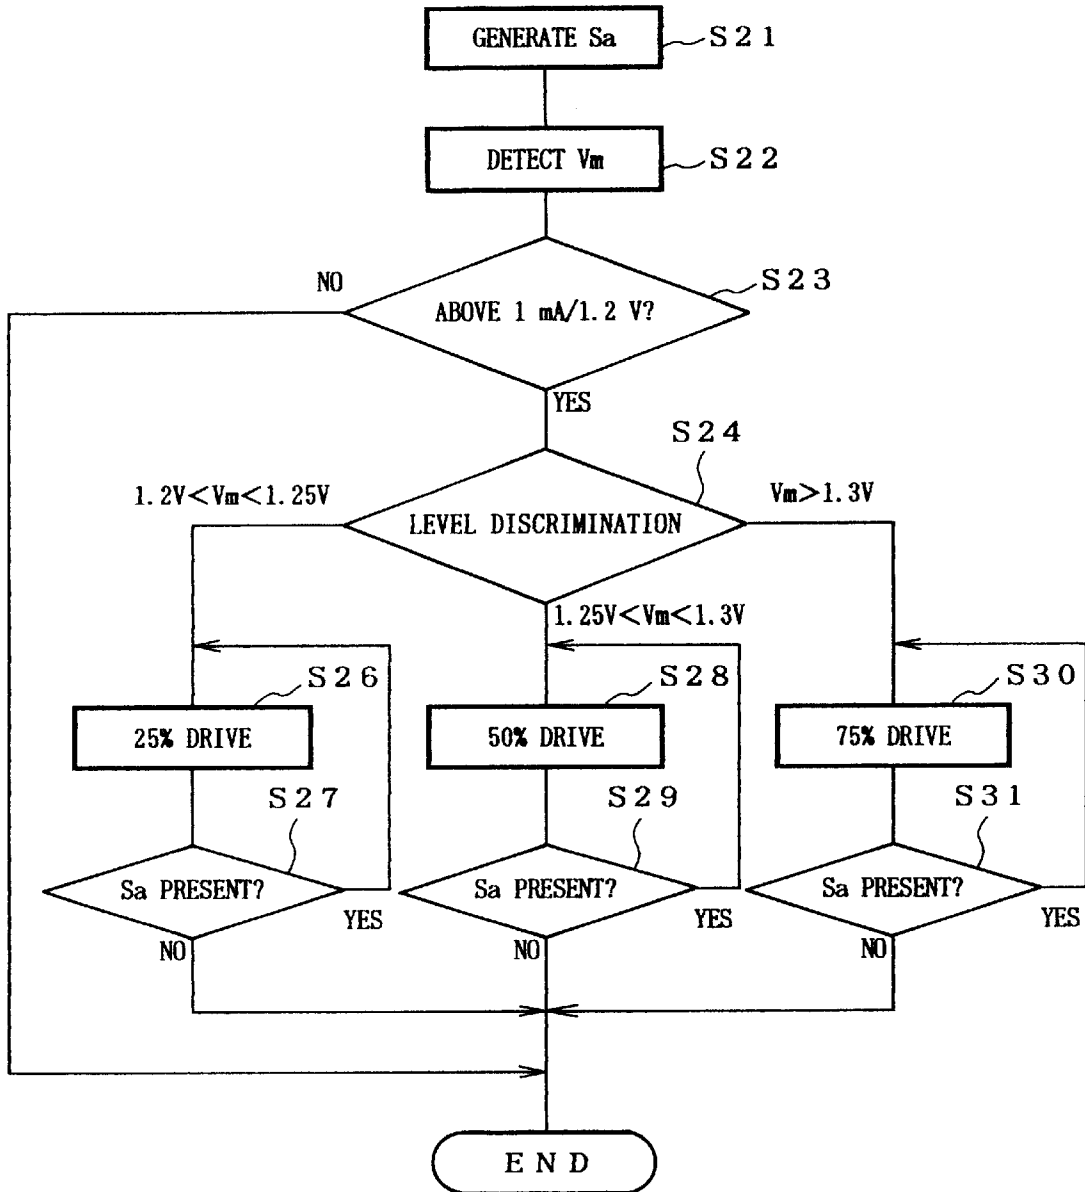 GENERATE Sa
S21
DETECT Vm
S22
NO
ABOVE 1 mA/1.2 V?
S23
YES
S24
1.2V<Vm<1.25V
LEVEL DISCRIMINATION
Vm>1.3V
1.25V<Vm<1.3V
S26
S28
S30
25% DRIVE
50% DRIVE
75% DRIVE
S27
S29
S31
Sa PRESENT?
YES
NO
Sa PRESENT?
YES
NO
Sa PRESENT?
YES
NO
END